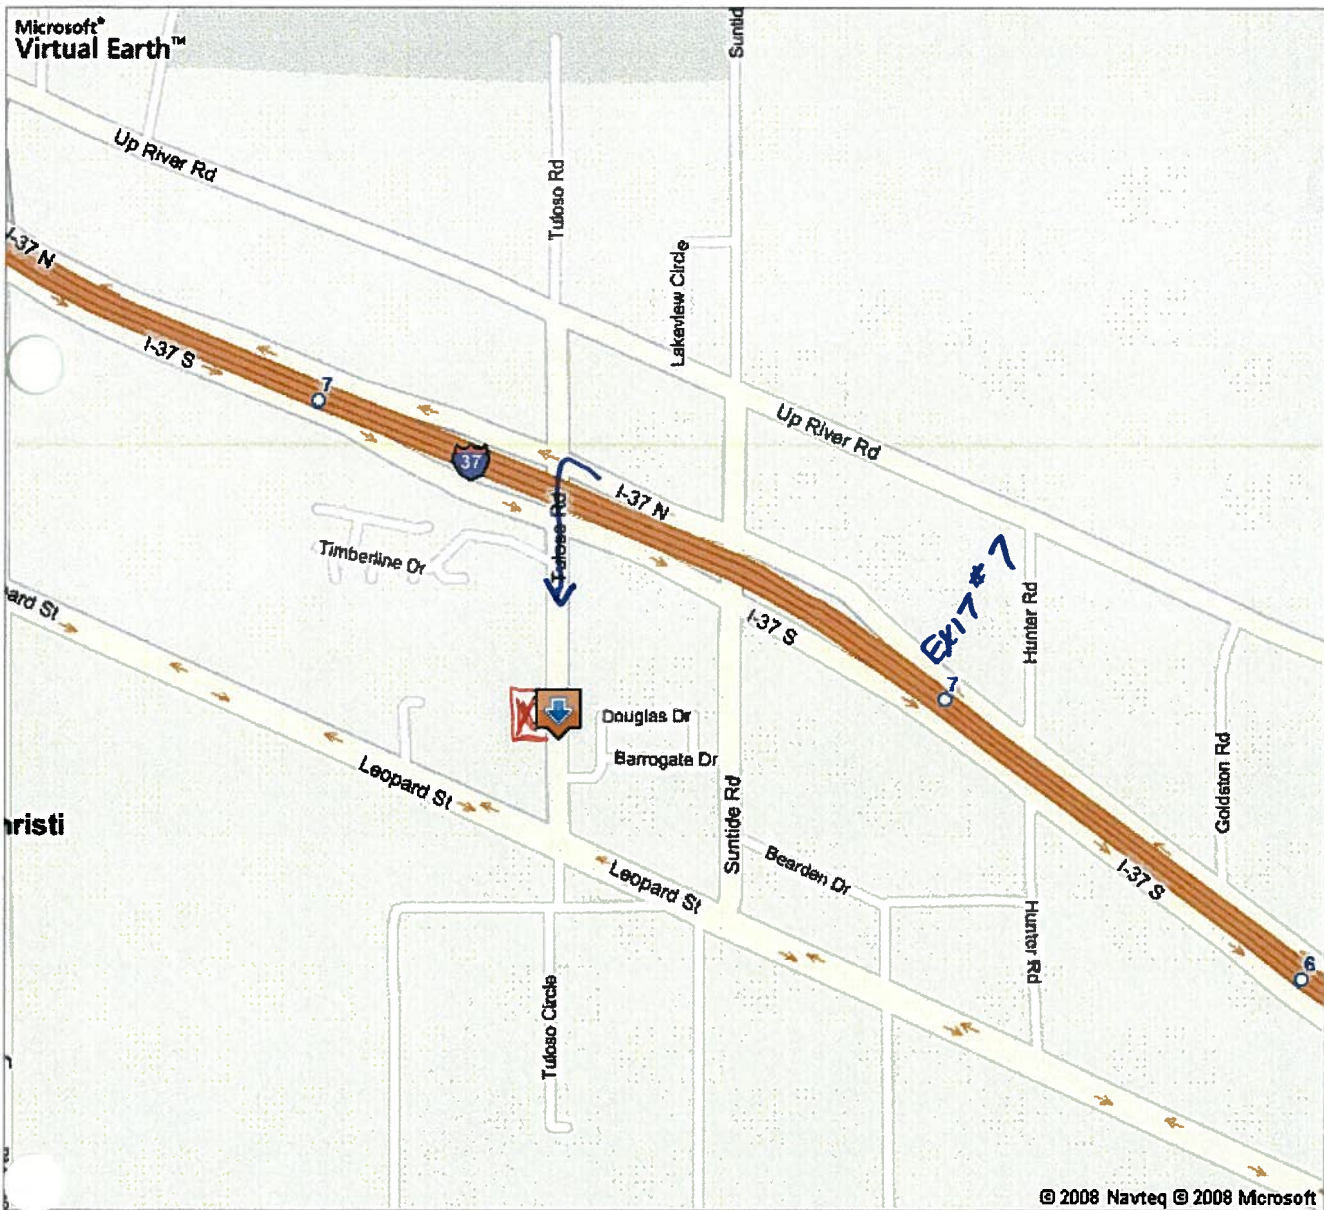 Microsoft®
Virtual Earth™
Suntid
Up River Rd
Tuloso Rd
Lakeview Circle
I-37 N
I-37 S
7
37
Up River Rd
I-37 N
Tuloso Rd
Timberline Dr
EXIT # 7
Hunter Rd
ard St
I-37 S
7
Douglas Dr
Barrogate Dr
Leopard St
Goldston Rd
risti
Suntide Rd
Bearden Dr
Leopard St
I-37 S
Hunter Rd
6
Tuloso Circle
© 2008 Navteq © 2008 Microsoft